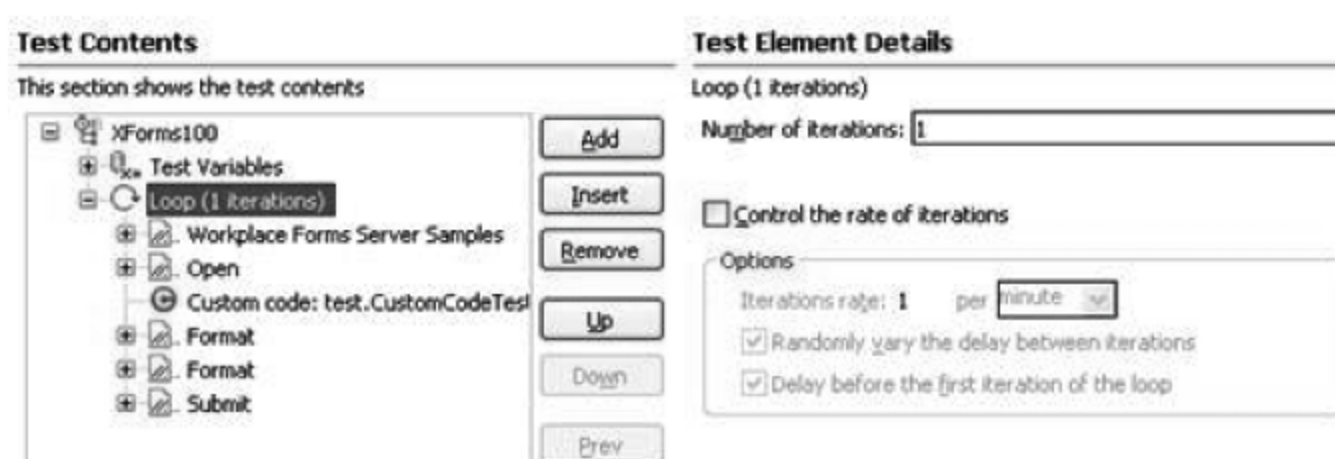 Test Contents
This section shows the test contents
XForms100
Test Variables
Loop (1 iterations)
Workplace Forms Server Samples
Open
Custom code: test.CustomCodeTest
Format
Format
Submit
Add
Insert
Remove
Up
Down
Prev
Test Element Details
Loop (1 iterations)
Number of iterations: 1
Control the rate of iterations
Options
Iterations rate: 1 per minute
Randomly vary the delay between iterations
Delay before the first iteration of the loop